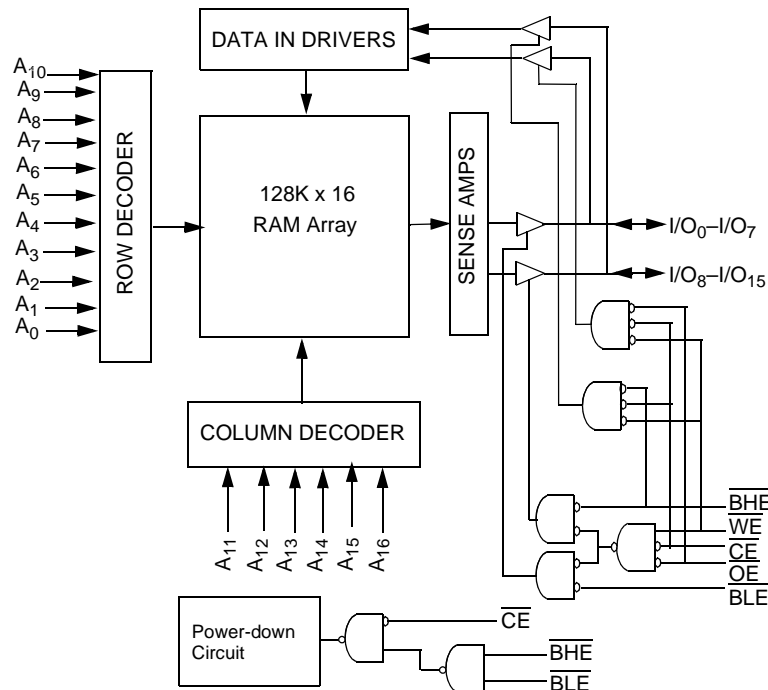 DATA IN DRIVERS
A10
A9
A8
A7
A6
A5
A4
A3
A2
A1
A0
ROW DECODER
128K x 16
RAM Array
SENSE AMPS
I/O0–I/O7
I/O8–I/O15
COLUMN DECODER
A11
A12
A13
A14
A15
A16
BHE
WE
CE
OE
BLE
Power-down
Circuit
CE
BHE
BLE